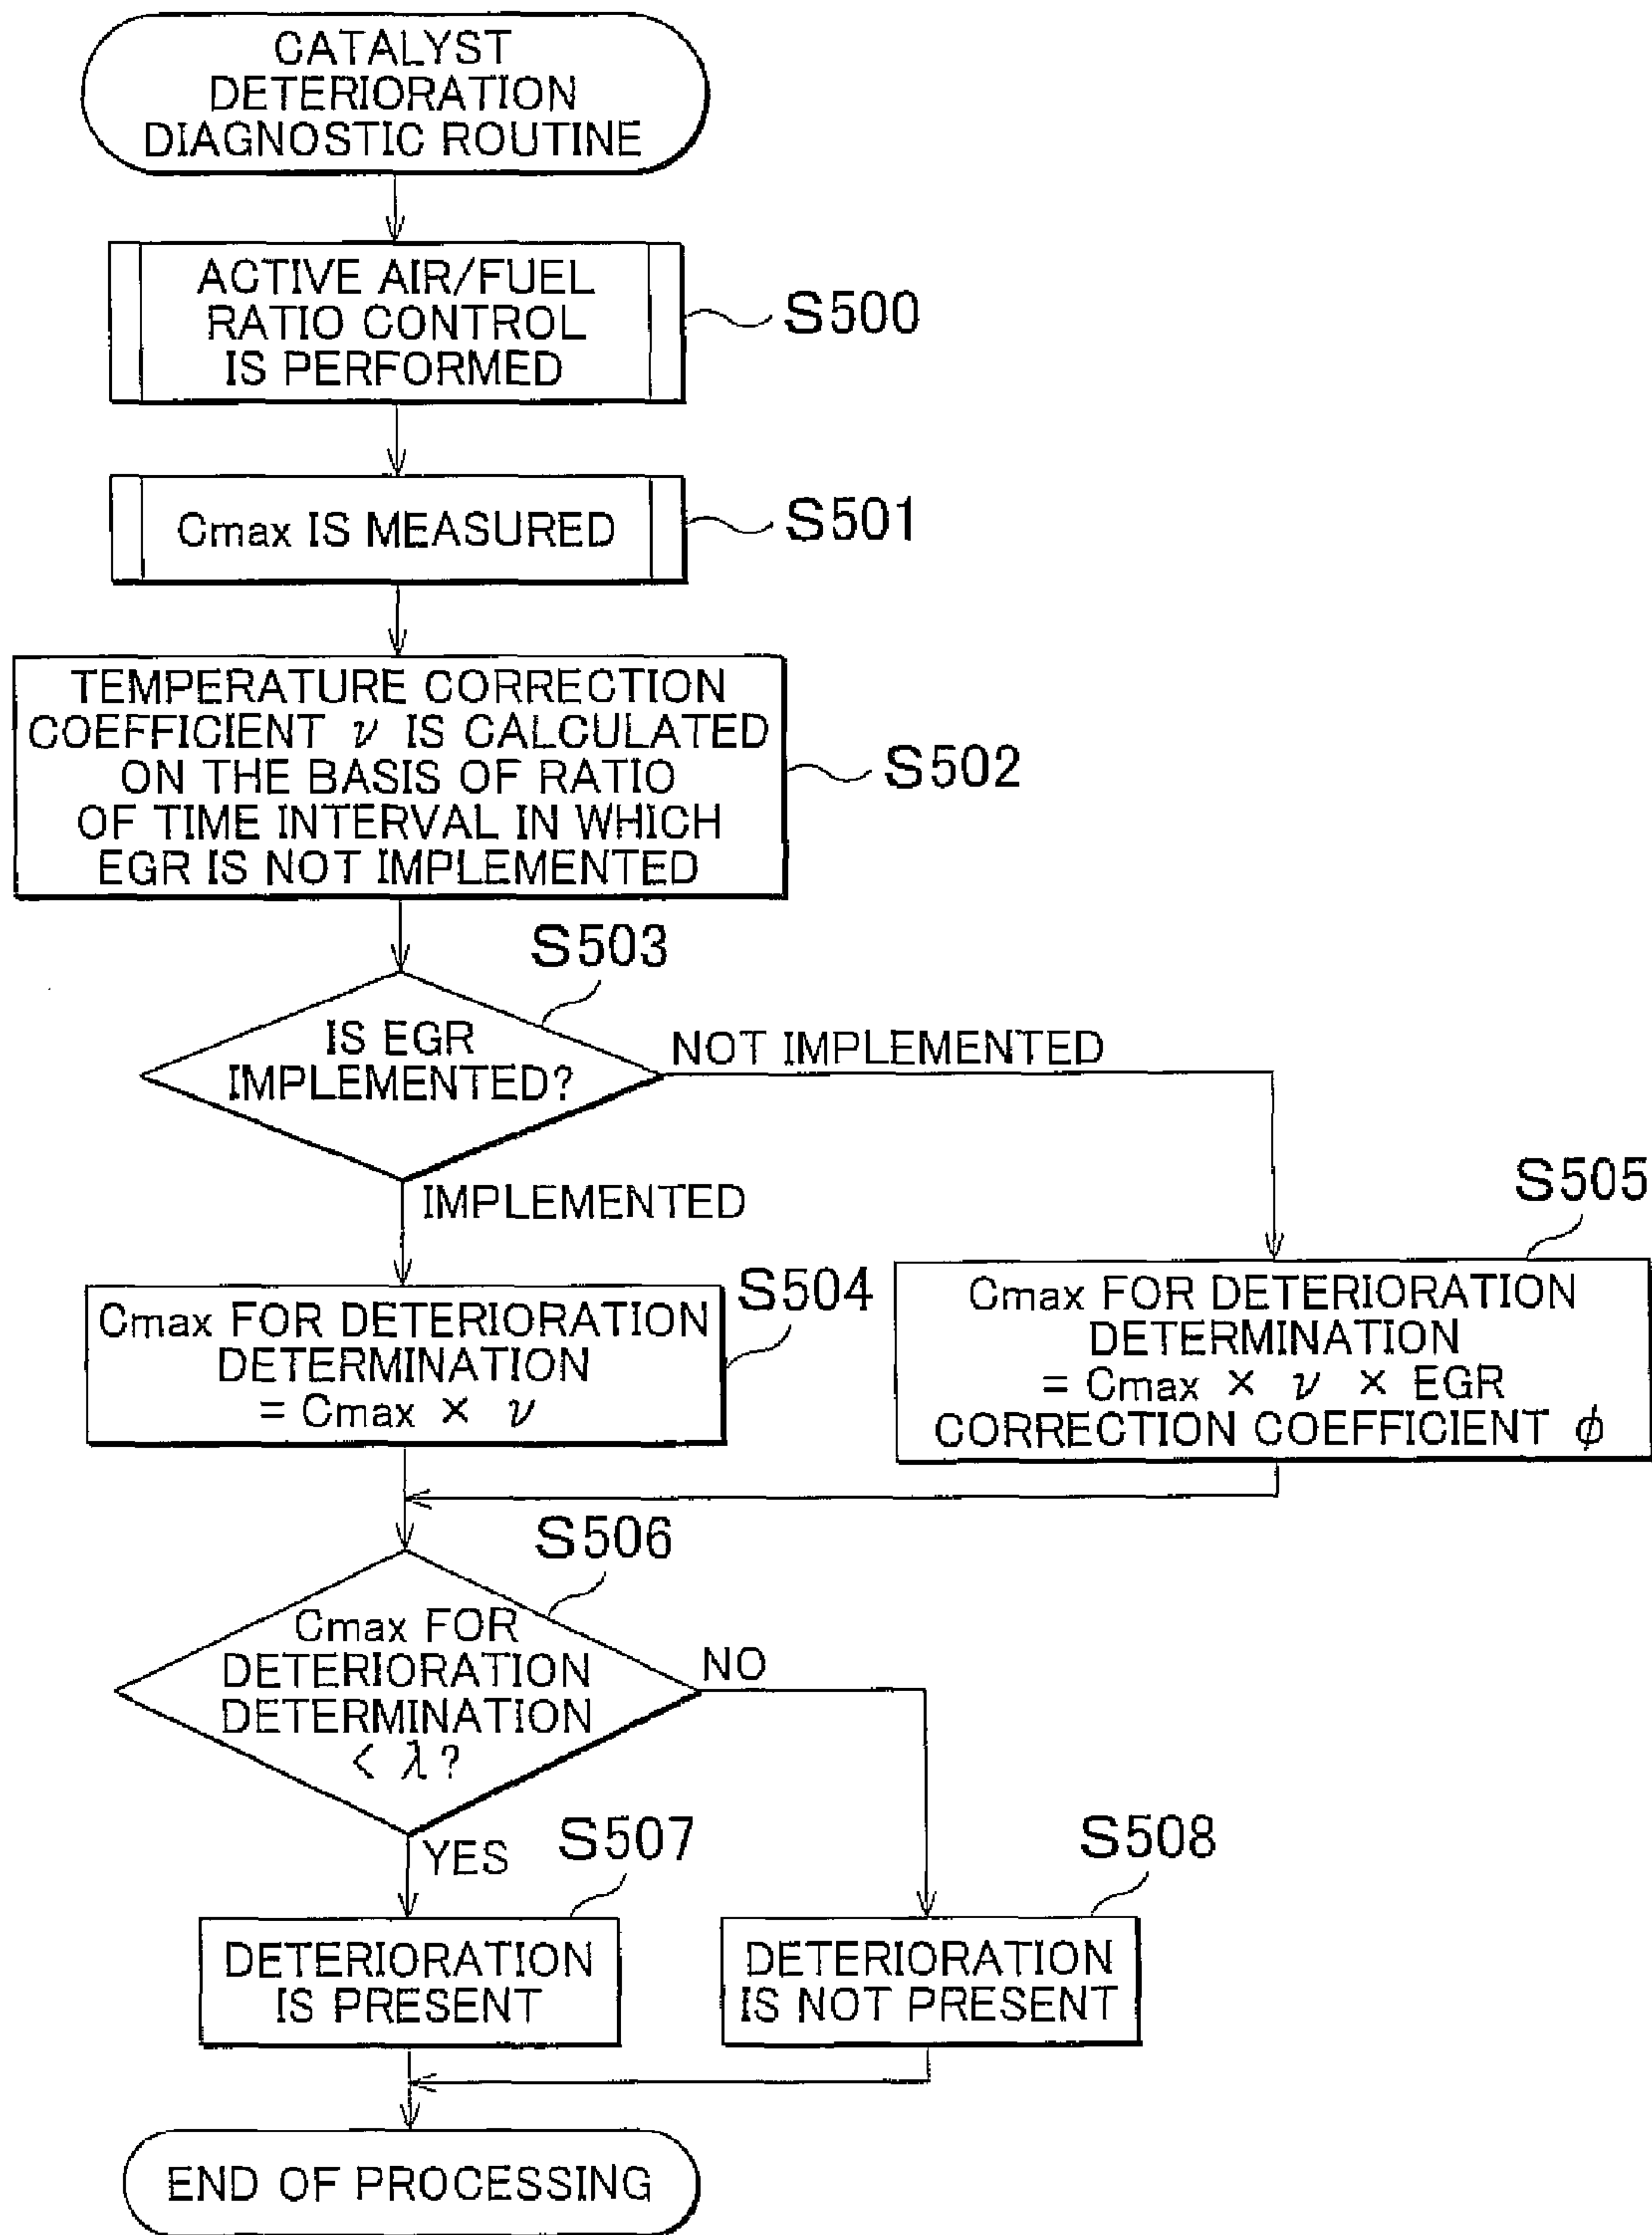 CATALYST
DETERIORATION
DIAGNOSTIC ROUTINE
ACTIVE AIR/FUEL
RATIO CONTROL
IS PERFORMED
S500
Cmax IS MEASURED
S501
TEMPERATURE CORRECTION
COEFFICIENT ν IS CALCULATED
ON THE BASIS OF RATIO
OF TIME INTERVAL IN WHICH
EGR IS NOT IMPLEMENTED
S502
S503
IS EGR
IMPLEMENTED?
NOT IMPLEMENTED
IMPLEMENTED
S504
Cmax FOR DETERIORATION
DETERMINATION
= Cmax × ν
S505
Cmax FOR DETERIORATION
DETERMINATION
= Cmax × ν × EGR
CORRECTION COEFFICIENT φ
S506
Cmax FOR
DETERIORATION
DETERMINATION
< λ?
NO
YES
S507
DETERIORATION
IS PRESENT
S508
DETERIORATION
IS NOT PRESENT
END OF PROCESSING